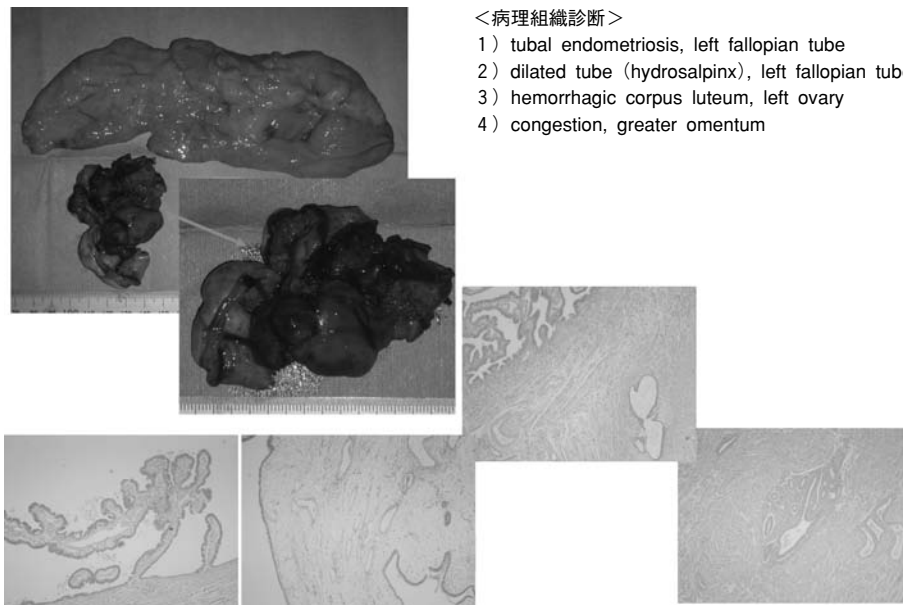 ＜病理組織診断＞
1）tubal endometriosis, left fallopian tube
2）dilated tube（hydrosalpinx）, left fallopian tub
3）hemorrhagic corpus luteum, left ovary
4）congestion, greater omentum